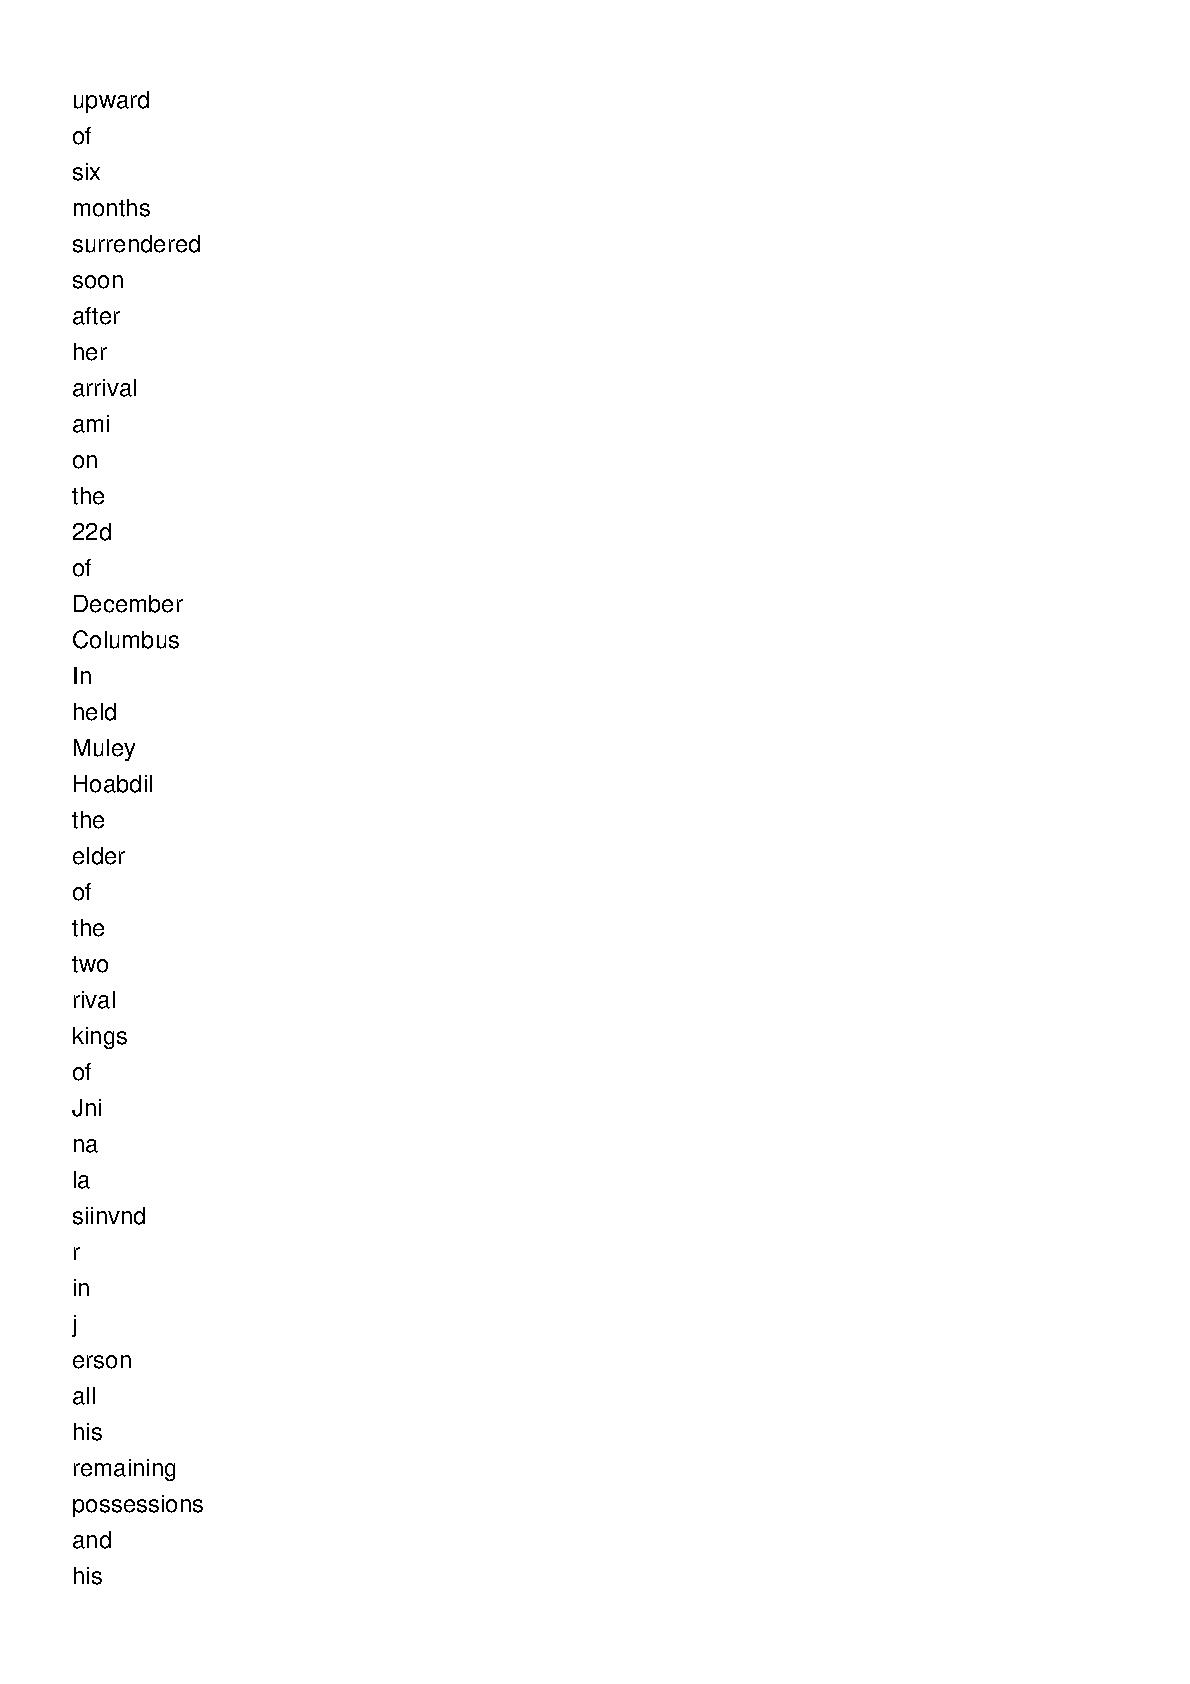 upward
of
six
months
surrendered
soon
after
her
arrival
ami
on
the
22d
of
December
Columbus
In
held
Muley
Hoabdil
the
elder
of
the
two
rival
kings
of
Jni
na
la
siinvnd
r
in
j
erson
all
his
remaining
possessions
and
his